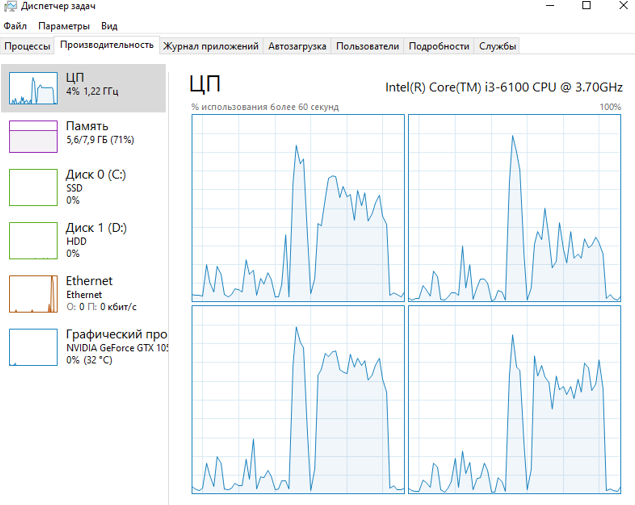 Диспетчер задач
Файл Параметры Вид
Процессы Производительность Журнал приложений Автозагрузка Пользователи Подробности Службы
ЦП
4% 1,22 ГГц
Память
5,6/7,9 ГБ (71%)
Диск 0 (C:)
SSD
0%
Диск 1 (D:)
HDD
0%
Ethernet
Ethernet
О: 0 П: 0 кбит/с
Графический про
NVIDIA GeForce GTX 105
0% (32 °C)
ЦП
Intel(R) Core(TM) i3-6100 CPU @ 3.70GHz
% использования более 60 секунд
100%